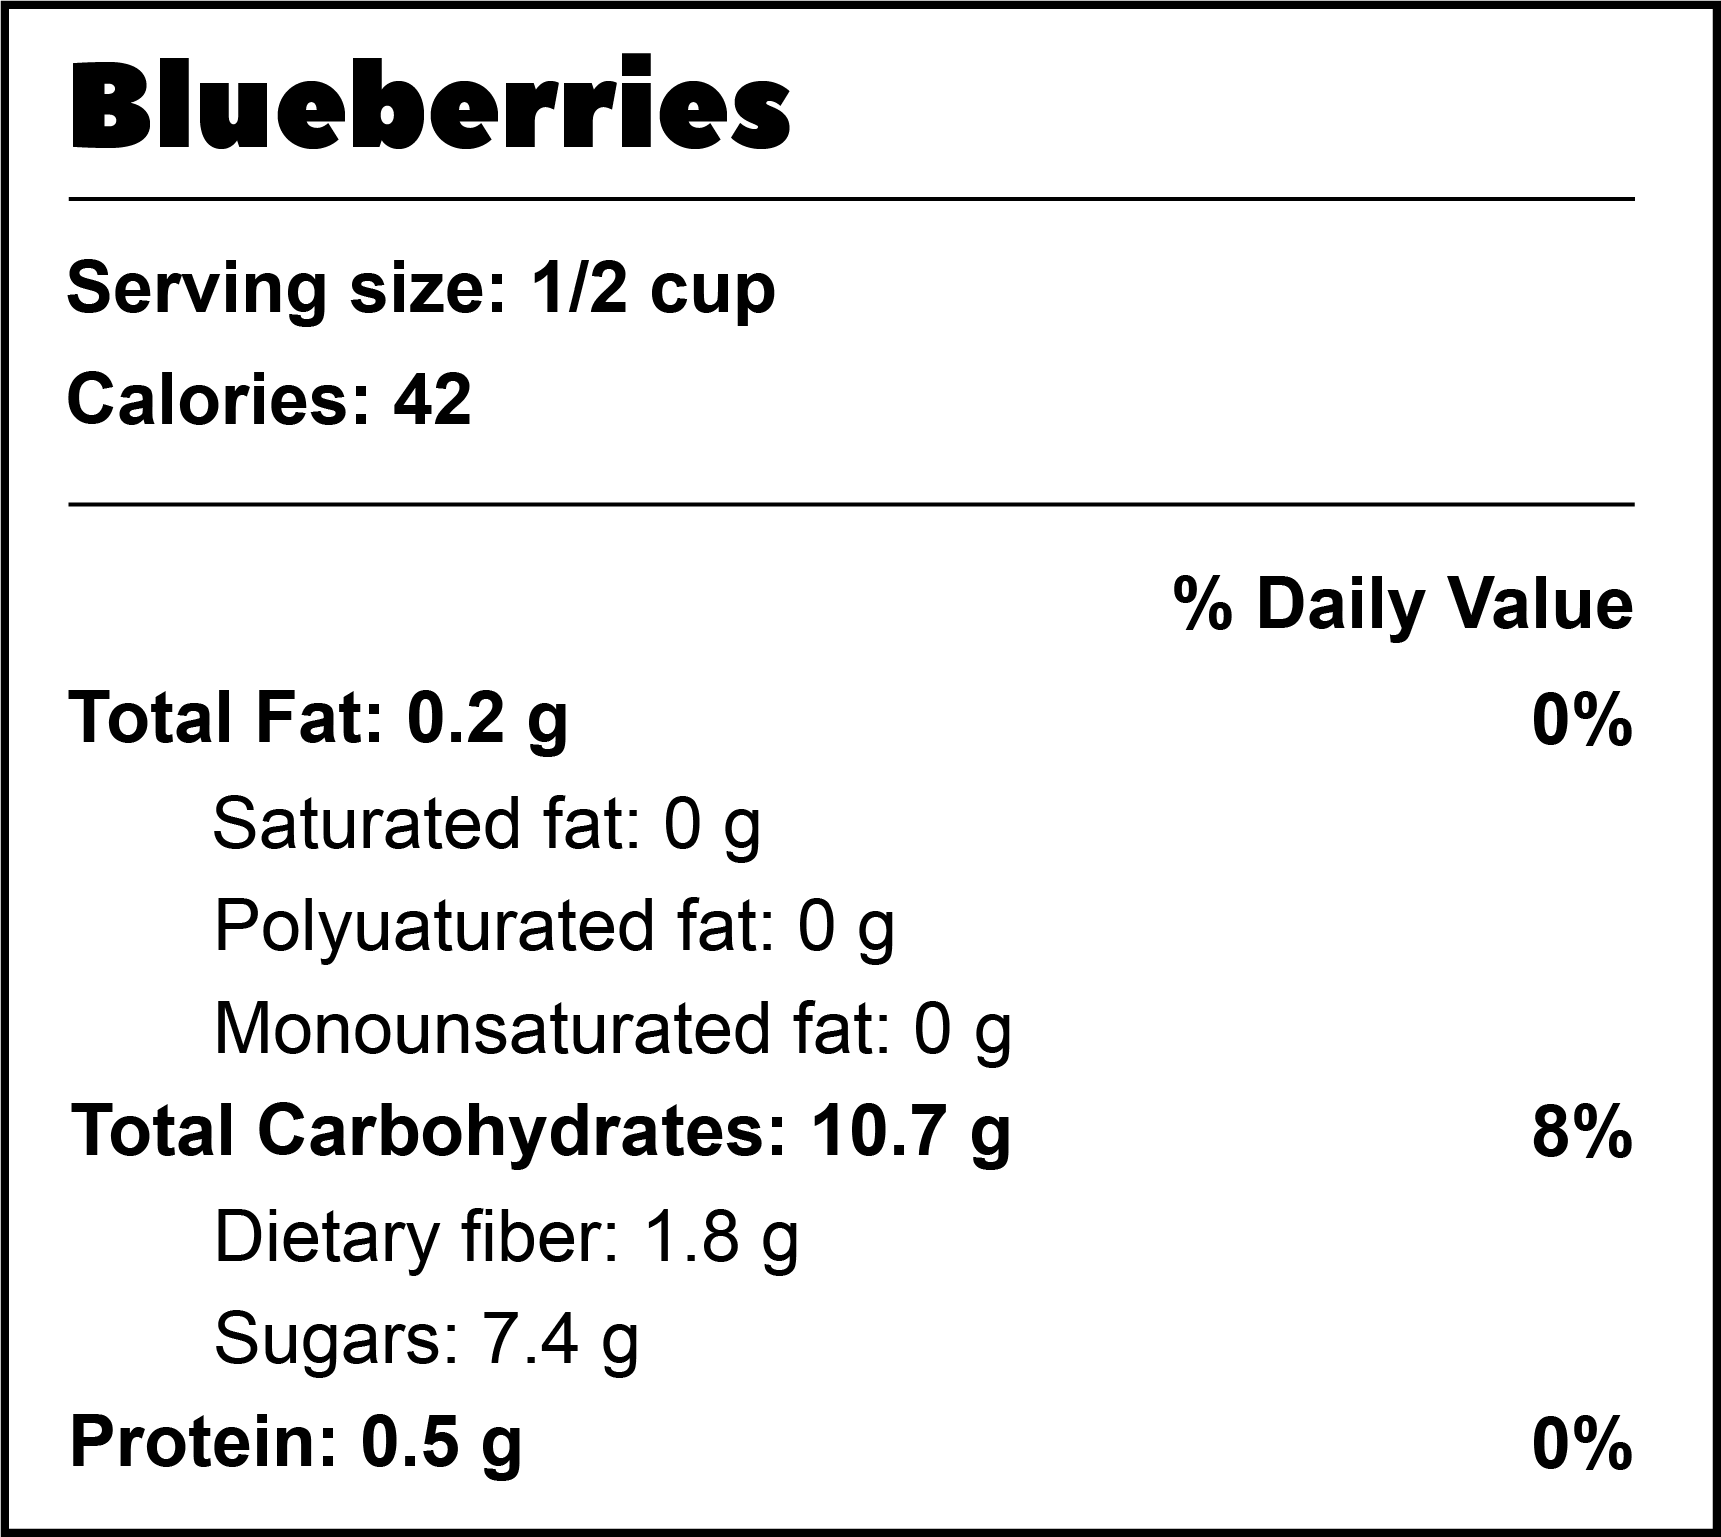 Blueberries
Serving size: 1/2 cup
Calories: 42
% Daily Value
Total Fat: 0.2 g 0%
Saturated fat: 0 g
Polyuaturated fat: 0 g
Monounsaturated fat: 0 g
Total Carbohydrates: 10.7 g 8%
Dietary fiber: 1.8 g
Sugars: 7.4 g
Protein: 0.5 g 0%